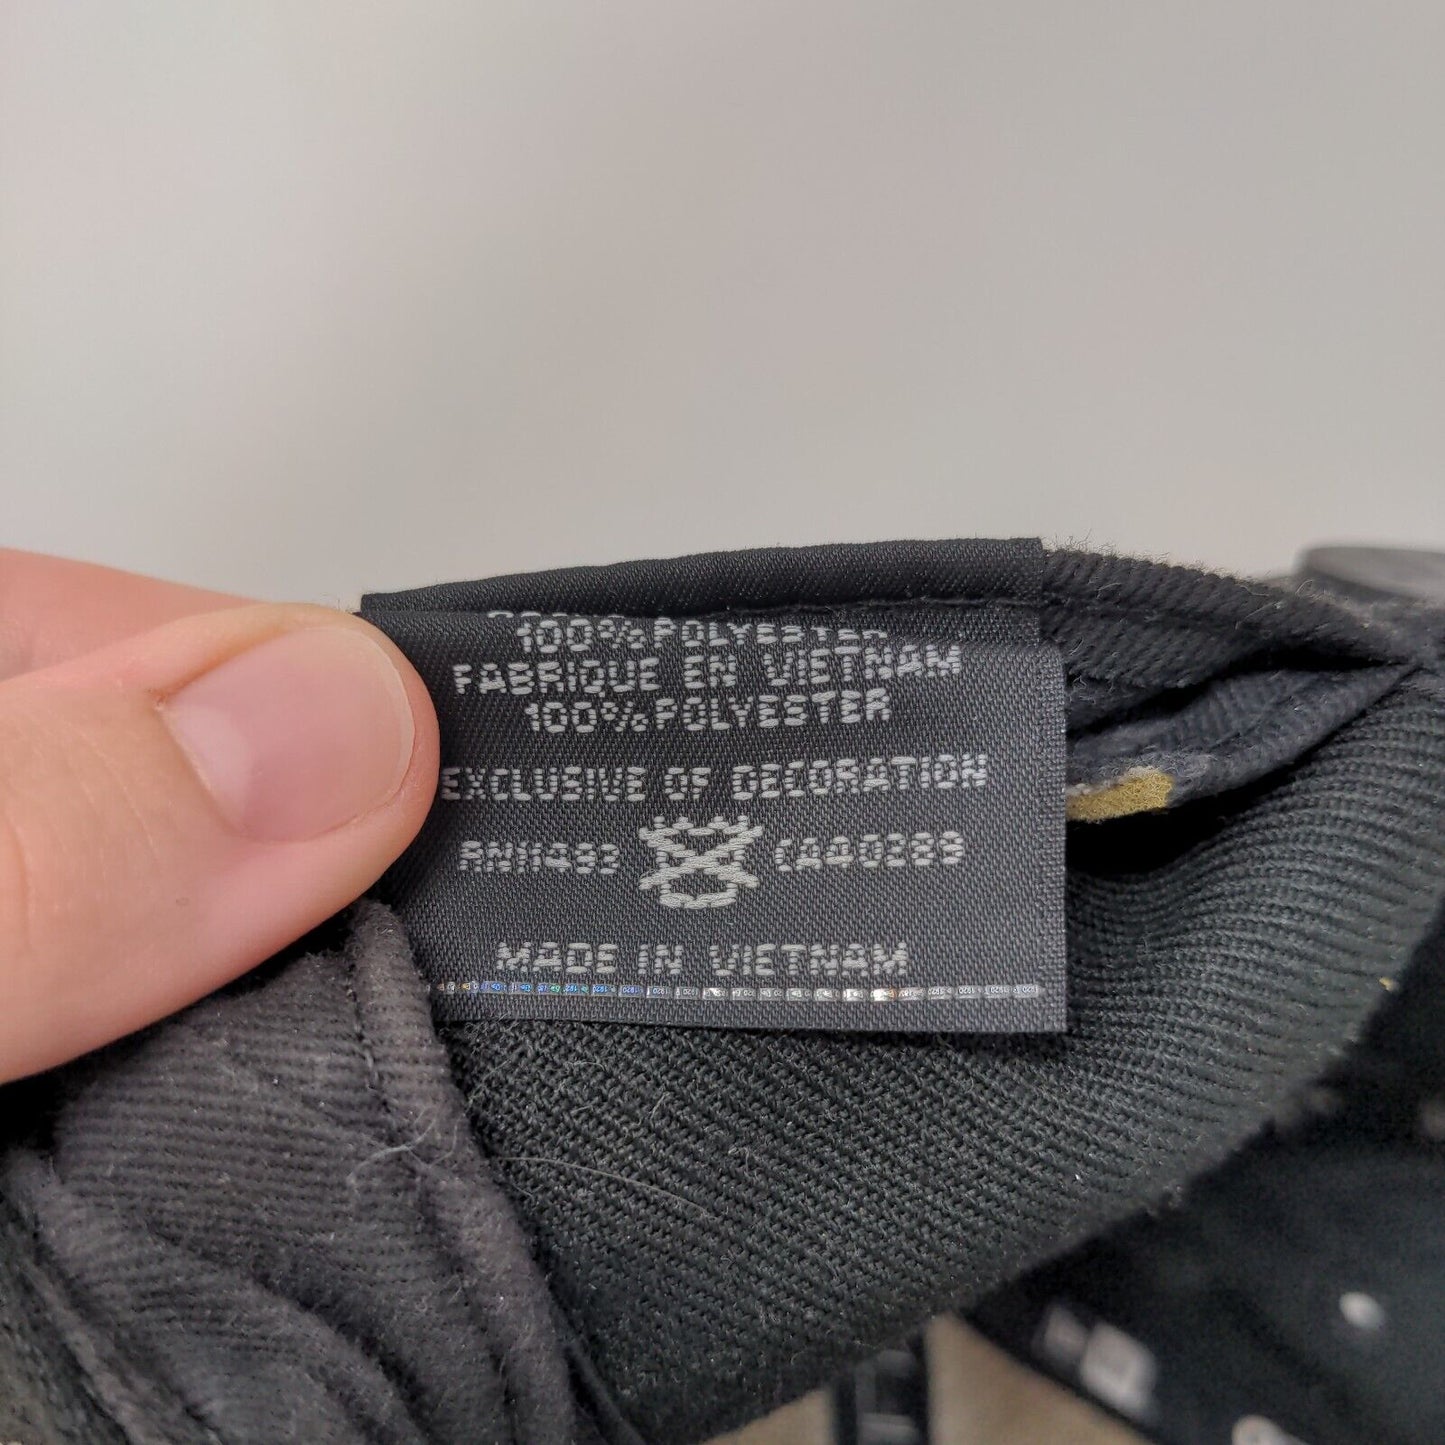 100% POLYESTER
FABRIQUE EN VIETNAM
100% POLYESTER
EXCLUSIVE OF DECORATION
RN11493 CA40289
MADE IN VIETNAM